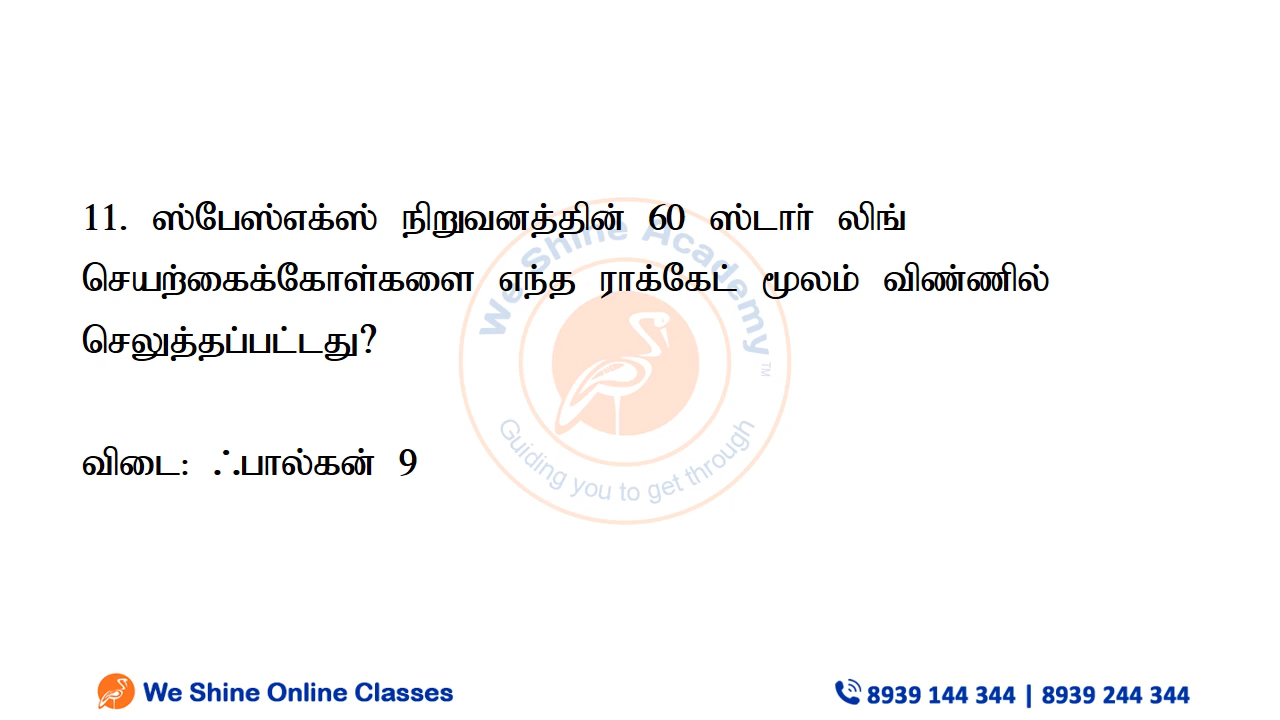 11. ஸ்பேஸ்எக்ஸ் நிறுவனத்தின் 60 ஸ்டார் லிங்
செயற்கைக்கோள்களை எந்த ராக்கேட் மூலம் விண்ணில்
செலுத்தப்பட்டது?
விடை: ஃபால்கன் 9
We Shine Academy
TM
Guiding you to get through
We Shine Online Classes
8939 144 344 | 8939 244 344